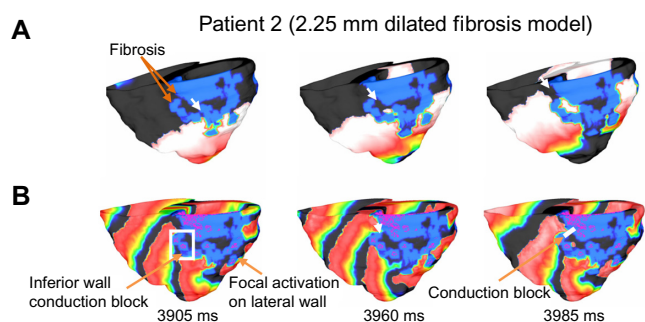 Patient 2 (2.25 mm dilated fibrosis model)
A
Fibrosis
B
Inferior wall
conduction block
Focal activation
on lateral wall
Conduction block
3905 ms
3960 ms
3985 ms